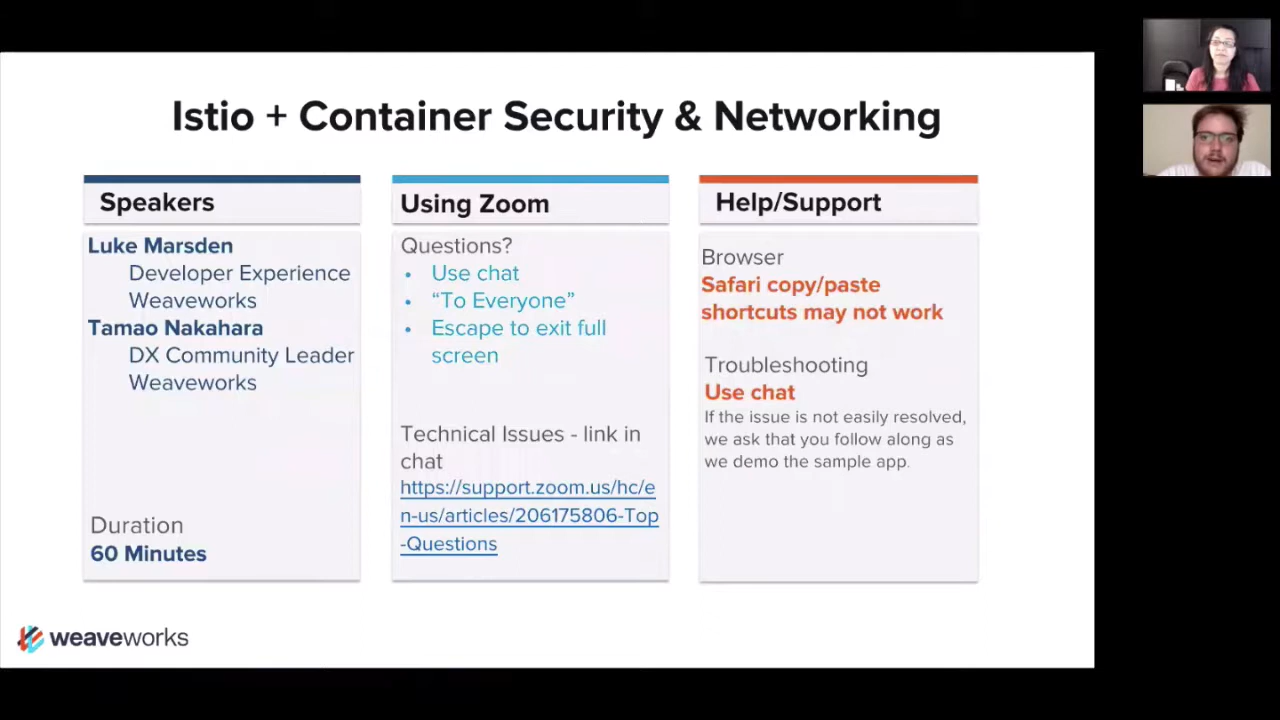 Istio + Container Security & Networking
Speakers
Luke Marsden
Developer Experience
Weaveworks
Tamao Nakahara
DX Community Leader
Weaveworks
Duration
60 Minutes
Using Zoom
Questions?
• Use chat
• “To Everyone”
• Escape to exit full
screen
Technical Issues - link in
chat
https://support.zoom.us/hc/e
n-us/articles/206175806-Top
-Questions
Help/Support
Browser
Safari copy/paste
shortcuts may not work
Troubleshooting
Use chat
If the issue is not easily resolved,
we ask that you follow along as
we demo the sample app.
weaveworks